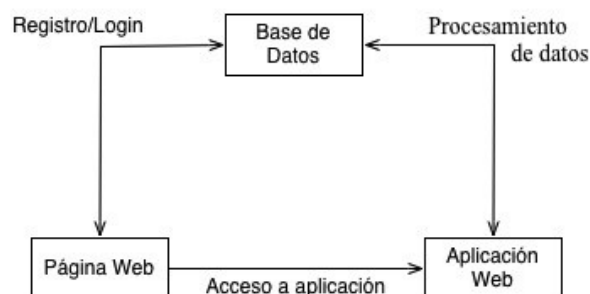 Registro/Login
Base de
Datos
Procesamiento
de datos
Página Web
Acceso a aplicación
Aplicación
Web